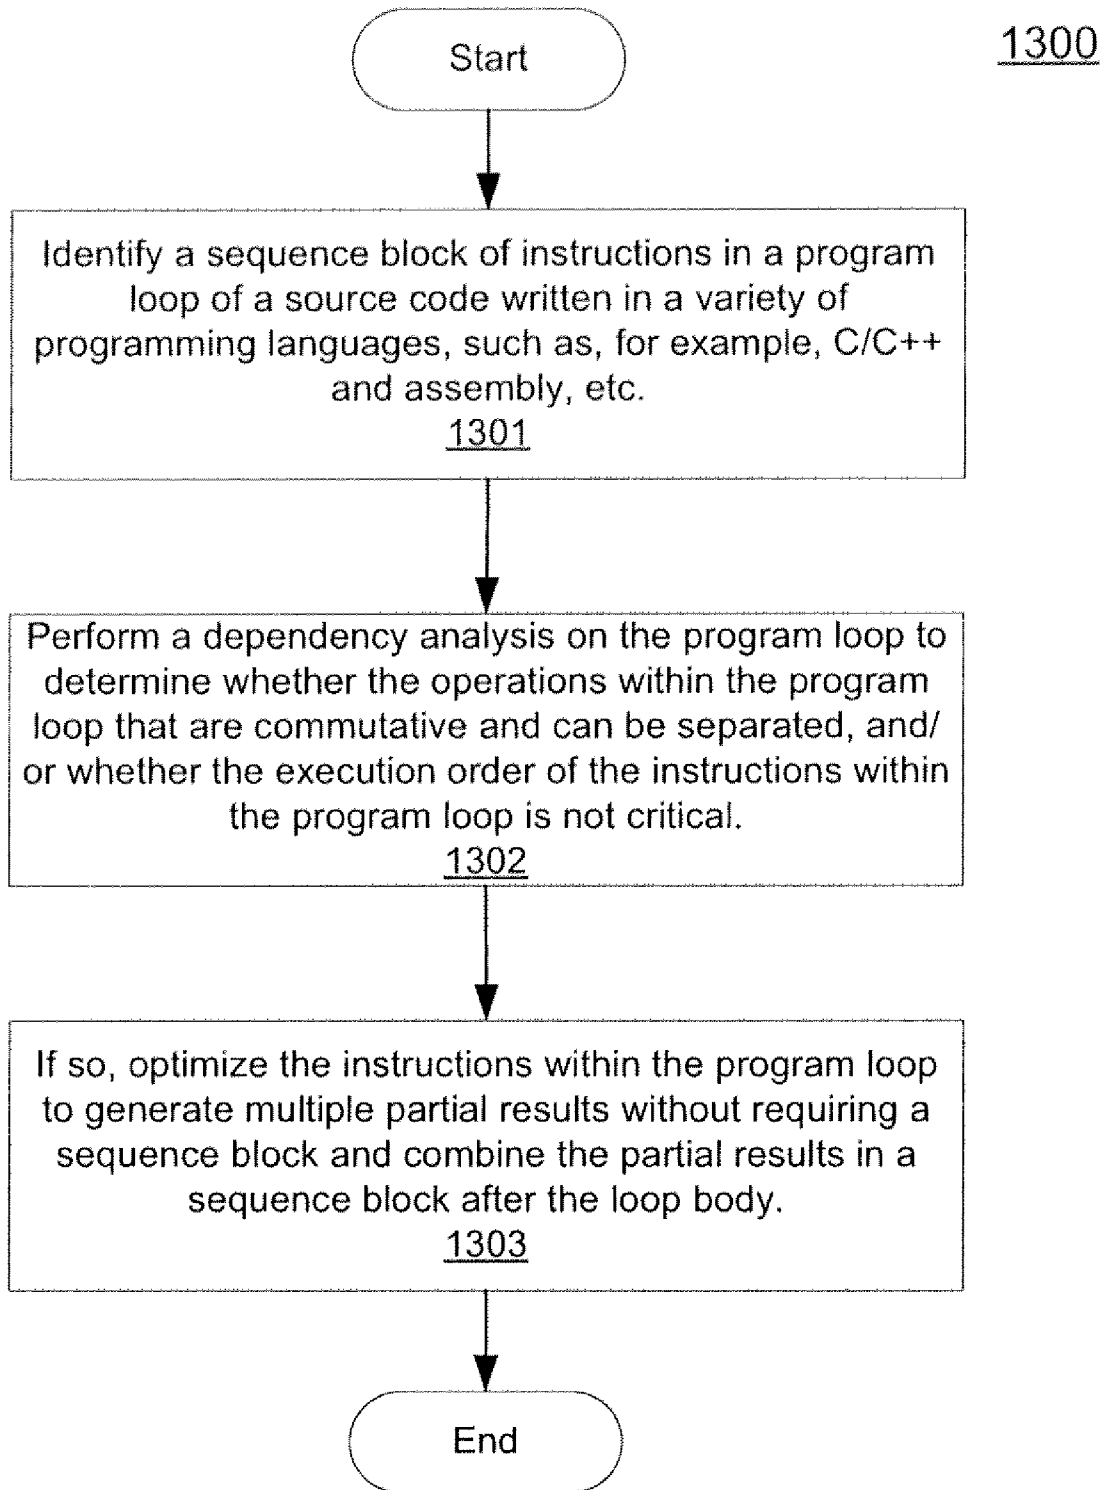 1300
Start
Identify a sequence block of instructions in a program
loop of a source code written in a variety of
programming languages, such as, for example, C/C++
and assembly, etc.
1301
Perform a dependency analysis on the program loop to
determine whether the operations within the program
loop that are commutative and can be separated, and/
or whether the execution order of the instructions within
the program loop is not critical.
1302
If so, optimize the instructions within the program loop
to generate multiple partial results without requiring a
sequence block and combine the partial results in a
sequence block after the loop body.
1303
End